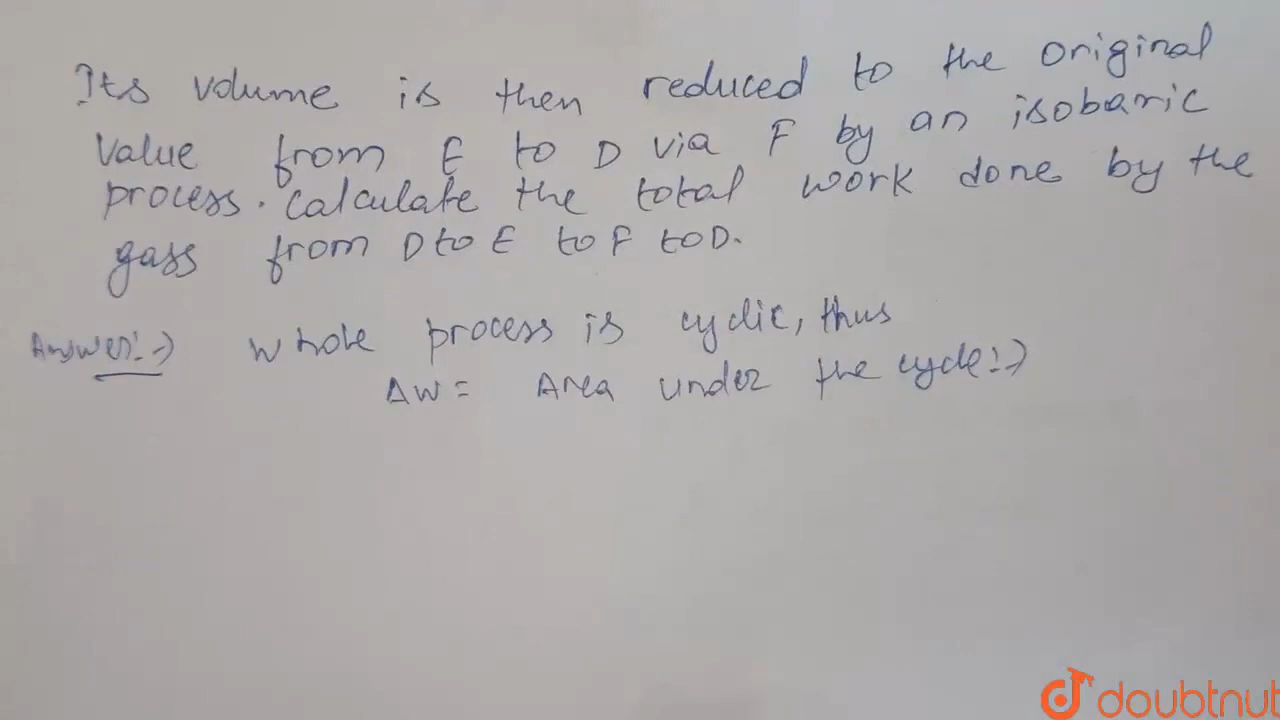 Its volume is then reduced to the original
value from E to D via F by an isobaric
process. calculate the total work done by the
gass from D to E to F to D.
Answer:-) whole process is cyclic, thus
ΔW = Area under the cycle:-)
doubtnut